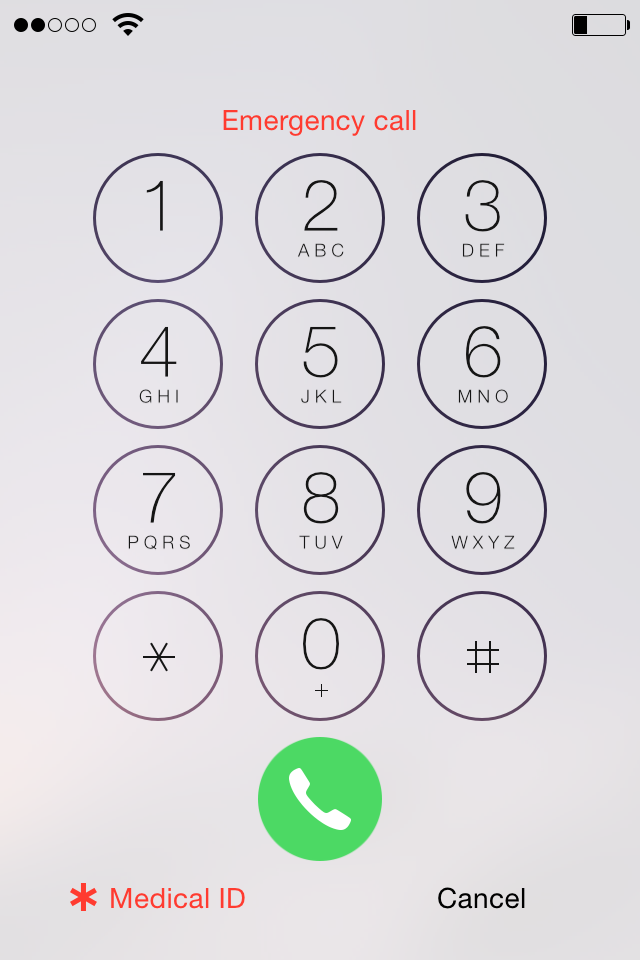 Emergency call
1 2 3
ABC DEF
4 5 6
GHI JKL MNO
7 8 9
PQRS TUV WXYZ
* 0 #
+
* Medical ID Cancel